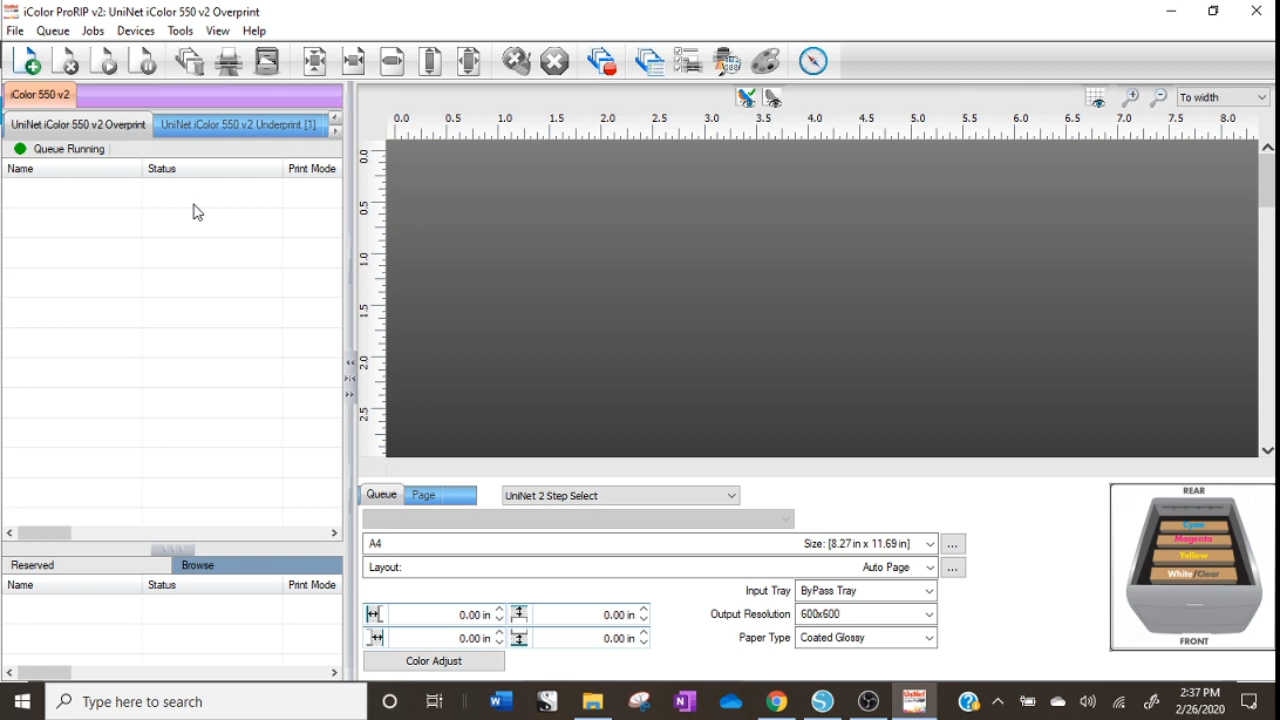 iColor ProRIP v2: UniNet iColor 550 v2 Overprint
File Queue Jobs Devices Tools View Help
iColor 550 v2
UniNet iColor 550 v2 Overprint UniNet iColor 550 v2 Underprint [1]
Queue Running
Name Status Print Mode
To width
0.0 0.5 1.0 1.5 2.0 2.5 3.0 3.5 4.0 4.5 5.0 5.5 6.0 6.5 7.0 7.5 8.0
0.0
0.5
1.0
1.5
2.0
2.5
Reserved Browse
Name Status Print Mode
Queue Page UniNet 2 Step Select
A4 Size: [8.27 in x 11.69 in] ...
Layout: Auto Page ...
Input Tray ByPass Tray
0.00 in 0.00 in Output Resolution 600x600
0.00 in 0.00 in Paper Type Coated Glossy
Color Adjust
REAR
Cyan
Magenta
Yellow
White/Clear
FRONT
Type here to search
2:37 PM
2/26/2020